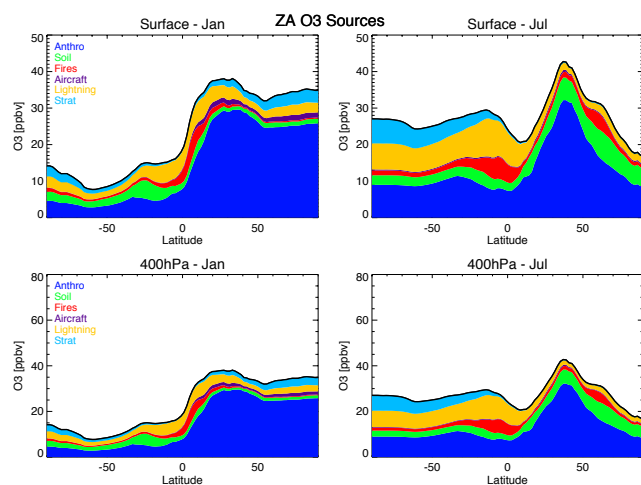 ZA O3 Sources
Surface - Jan
50
40
30
20
10
0
O3 [ppbv]
Anthro
Soil
Fires
Aircraft
Lightning
Strat
-50 0 50
Latitude
Surface - Jul
50
40
30
20
10
0
O3 [ppbv]
-50 0 50
Latitude
400hPa - Jan
80
60
40
20
0
O3 [ppbv]
Anthro
Soil
Fires
Aircraft
Lightning
Strat
-50 0 50
Latitude
400hPa - Jul
80
60
40
20
0
O3 [ppbv]
-50 0 50
Latitude